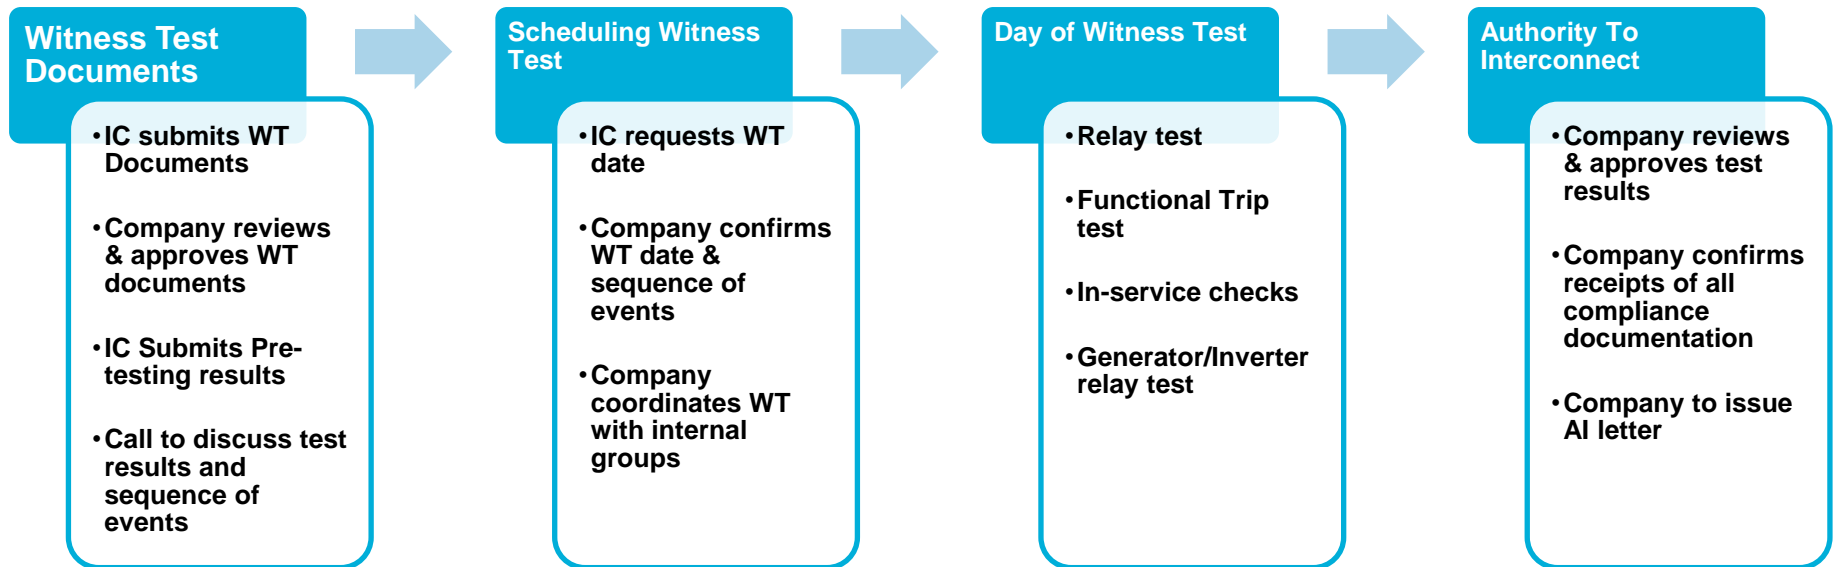 Witness Test
Documents
•IC submits WT
Documents
•Company reviews
& approves WT
documents
•IC Submits Pre-
testing results
•Call to discuss test
results and
sequence of
events
Scheduling Witness
Test
•IC requests WT
date
•Company confirms
WT date &
sequence of
events
•Company
coordinates WT
with internal
groups
Day of Witness Test
•Relay test
•Functional Trip
test
•In-service checks
•Generator/Inverter
relay test
Authority To
Interconnect
•Company reviews
& approves test
results
•Company confirms
receipts of all
compliance
documentation
•Company to issue
AI letter